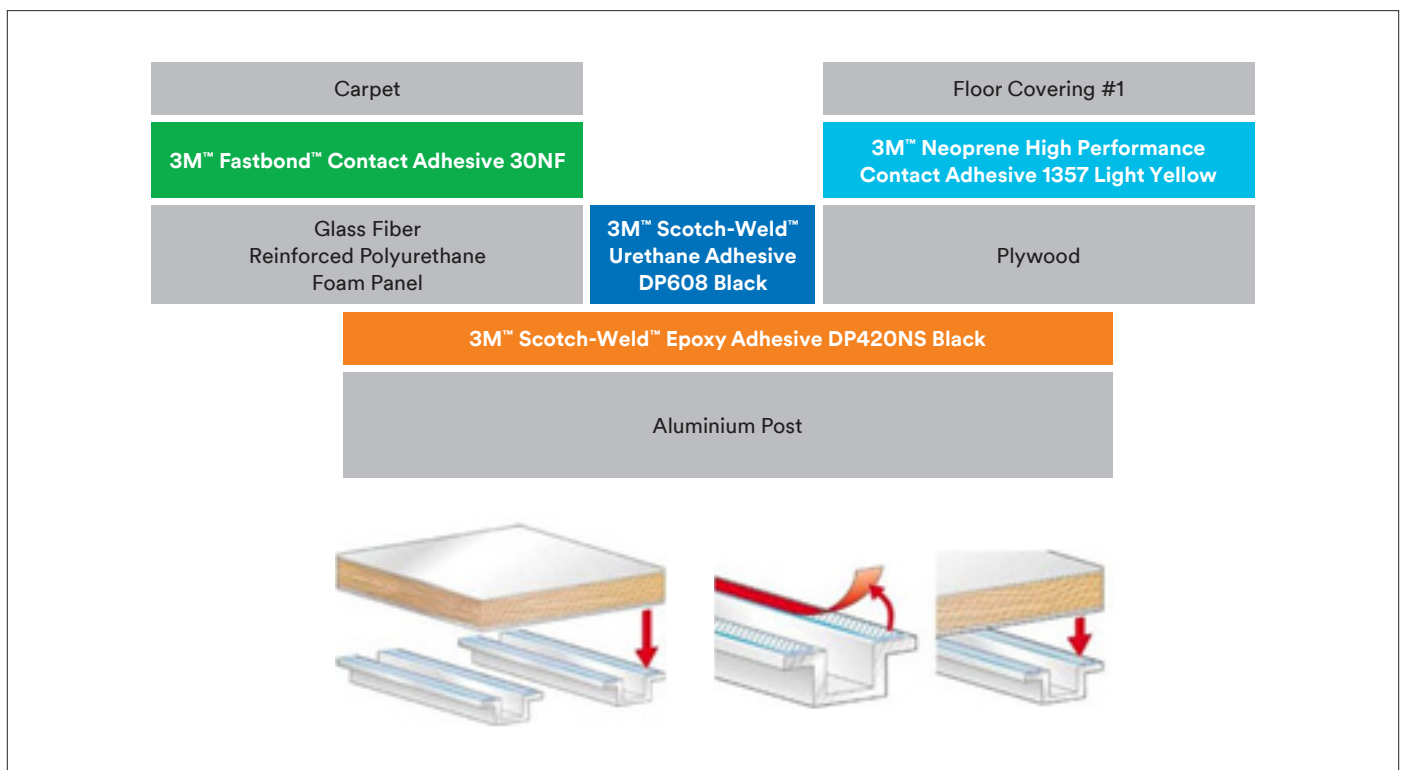 Carpet
Floor Covering #1
3M™ Fastbond™ Contact Adhesive 30NF
3M™ Neoprene High Performance
Contact Adhesive 1357 Light Yellow
Glass Fiber
Reinforced Polyurethane
Foam Panel
3M™ Scotch-Weld™
Urethane Adhesive
DP608 Black
Plywood
3M™ Scotch-Weld™ Epoxy Adhesive DP420NS Black
Aluminium Post